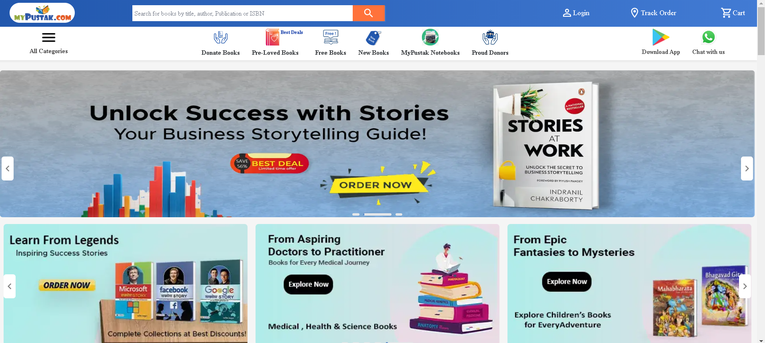 MYPUSTAK.COM
Search for books by title, author, Publication or ISBN
Login
Track Order
Cart
All Categories
Donate Books
Best Deals
Pre-Loved Books
Free Books
New Books
MyPustak Notebooks
Proud Donors
Download App
Chat with us
Unlock Success with Stories
Your Business Storytelling Guide!
SAVE 50%
BEST DEAL
Limited time offer
ORDER NOW
STORIES
AT
WORK
UNLOCK THE SECRET TO
BUSINESS STORYTELLING
INDRANIL
CHAKRABORTY
Learn From Legends
Inspiring Success Stories
ORDER NOW
Microsoft
facebook
Google
Complete Collections at Best Discounts!
From Aspiring
Doctors to Practitioner
Books for Every Medical Journey
Explore Now
Medical , Health & Science Books
From Epic
Fantasies to Mysteries
Explore Now
Explore Children's Books
for EveryAdventure
Mahabharata
Bhagavad Gita